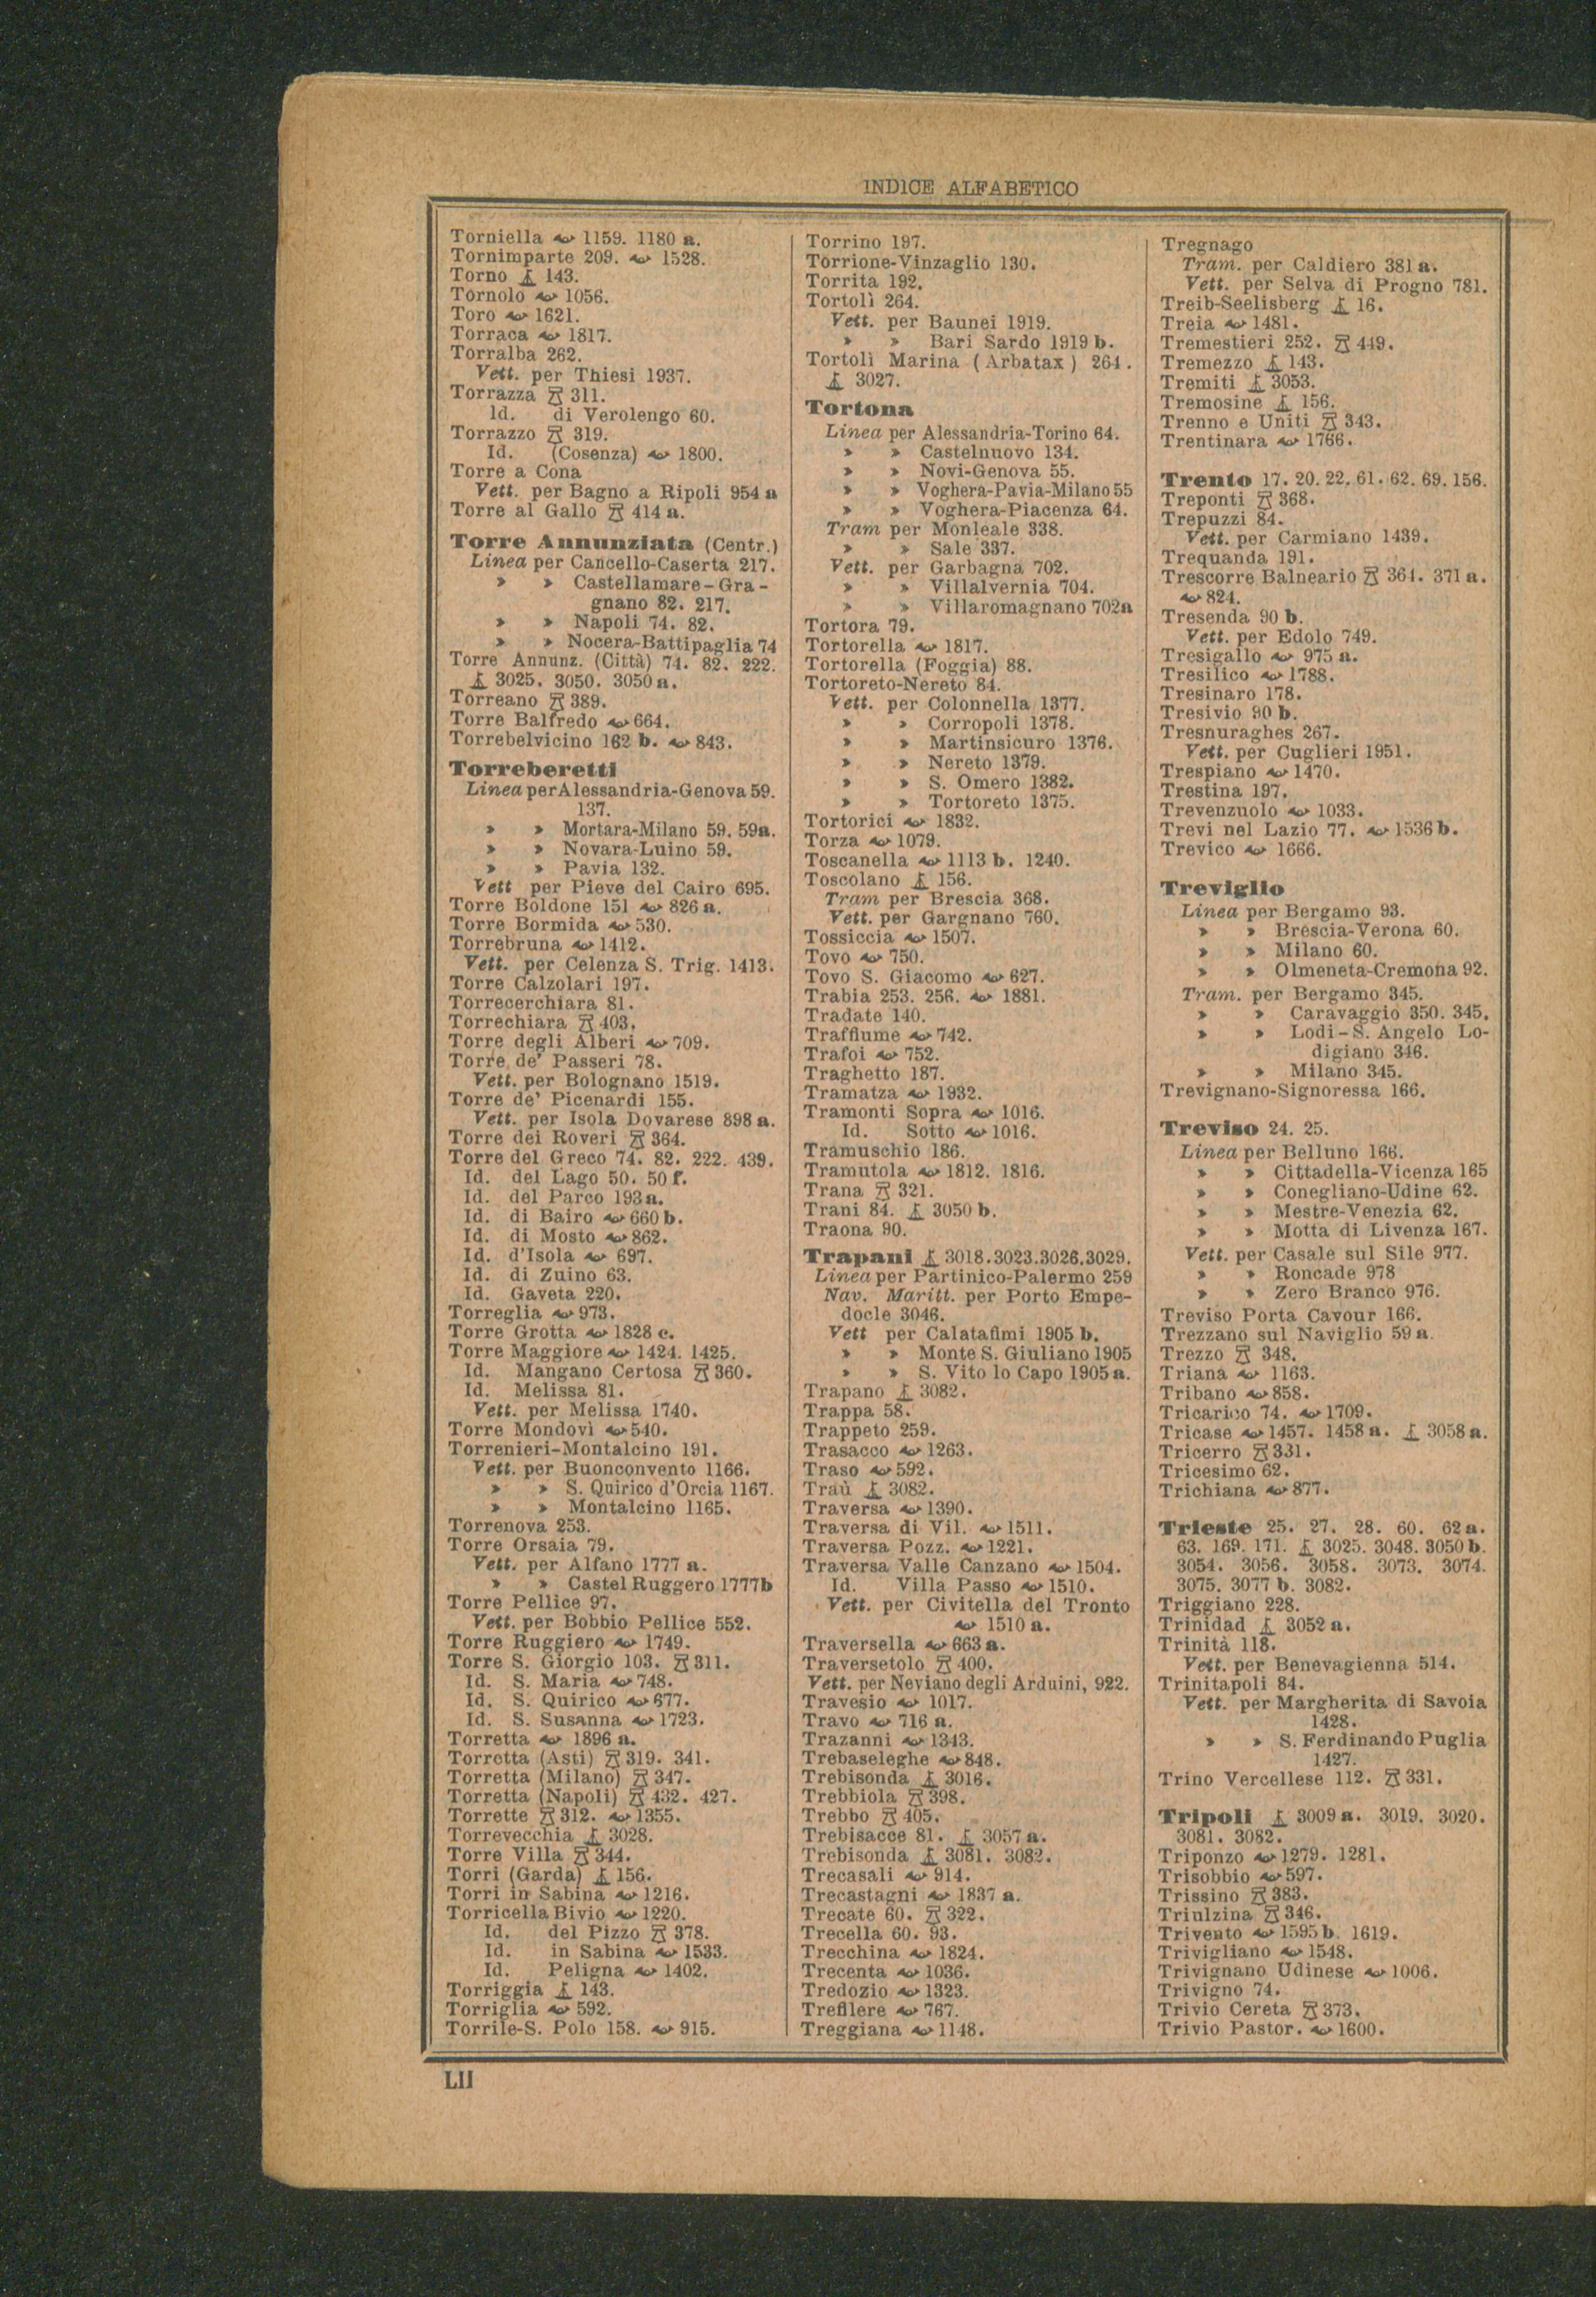 INDICE ALFABETICO
Torniella 1159. 1180 a.
Tornimparte 209. 1528.
Torno 143.
Tornolo 1056.
Toro 1621.
Torraca 1817.
Torralba 262.
Vett. per Thiesi 1937.
Torrazza 311.
Id. di Verolengo 60.
Torrazzo 319.
Id. (Cosenza) 1800.
Torre a Cona
Vett. per Bagno a Ripoli 954 a
Torre al Gallo 414 a.
Torre Annunziata (Centr.)
Linea per Cancello-Caserta 217.
» » Castellamare-Gra-
gnano 82. 217.
» » Napoli 74. 82.
» » Nocera-Battipaglia 74
Torre Annunz. (Città) 74. 82. 222.
3025. 3050. 3050 a.
Torreano 389.
Torre Balfredo 664.
Torrebelvicino 162 b. 843.
Torreberetti
Linea per Alessandria-Genova 59.
137.
» » Mortara-Milano 59. 59a.
» » Novara-Luino 59.
» » Pavia 132.
Vett per Pieve del Cairo 695.
Torre Boldone 151 826 a.
Torre Bormida 530.
Torrebruna 1412.
Vett. per Celenza S. Trig. 1413.
Torre Calzolari 197.
Torrecerchiara 81.
Torrechiara 403.
Torre degli Alberi 709.
Torre de' Passeri 78.
Vett. per Bolognano 1519.
Torre de' Picenardi 155.
Vett. per Isola Dovarese 898 a.
Torre dei Roveri 364.
Torre del Greco 74. 82. 222. 439.
Id. del Lago 50. 50 f.
Id. del Parco 193 a.
Id. di Bairo 660 b.
Id. di Mosto 862.
Id. d'Isola 697.
Id. di Zuino 63.
Id. Gaveta 220.
Torreglia 973.
Torre Grotta 1828 c.
Torre Maggiore 1424. 1425.
Id. Mangano Certosa 360.
Id. Melissa 81.
Vett. per Melissa 1740.
Torre Mondovì 540.
Torrenieri-Montalcino 191.
Vett. per Buonconvento 1166.
» » S. Quirico d'Orcia 1167.
» » Montalcino 1165.
Torrenova 253.
Torre Orsaia 79.
Vett. per Alfano 1777 a.
» » Castel Ruggero 1777b
Torre Pellice 97.
Vett. per Bobbio Pellice 552.
Torre Ruggiero 1749.
Torre S. Giorgio 103. 311.
Id. S. Maria 748.
Id. S. Quirico 677.
Id. S. Susanna 1723.
Torretta 1896 a.
Torretta (Asti) 319. 341.
Torretta (Milano) 347.
Torretta (Napoli) 432. 427.
Torrette 312. 1355.
Torrevecchia 3028.
Torre Villa 344.
Torri (Garda) 156.
Torri in Sabina 1216.
Torricella Bivio 1220.
Id. del Pizzo 378.
Id. in Sabina 1533.
Id. Peligna 1402.
Torriggia 143.
Torriglia 592.
Torrile-S. Polo 158. 915.
Torrino 197.
Torrione-Vinzaglio 130.
Torrita 192.
Tortolì 264.
Vett. per Baunei 1919.
» » Bari Sardo 1919 b.
Tortolì Marina (Arbatax) 264.
3027.
Tortona
Linea per Alessandria-Torino 64.
» » Castelnuovo 134.
» » Novi-Genova 55.
» » Voghera-Pavia-Milano 55
» » Voghera-Piacenza 64.
Tram per Monleale 338.
» » Sale 337.
Vett. per Garbagna 702.
» » Villalvernia 704.
» » Villaromagnano 702a
Tortora 79.
Tortorella 1817.
Tortorella (Foggia) 88.
Tortoreto-Nereto 84.
Vett. per Colonnella 1377.
» » Corropoli 1378.
» » Martinsicuro 1376.
» » Nereto 1379.
» » S. Omero 1382.
» » Tortoreto 1375.
Tortorici 1832.
Torza 1079.
Toscanella 1113 b. 1240.
Toscolano 156.
Tram per Brescia 368.
Vett. per Gargnano 760.
Tossiccia 1507.
Tovo 750.
Tovo S. Giacomo 627.
Trabia 253. 256. 1881.
Tradate 140.
Traffiume 742.
Trafoi 752.
Traghetto 187.
Tramatza 1932.
Tramonti Sopra 1016.
Id. Sotto 1016.
Tramuschio 186.
Tramutola 1812. 1816.
Trana 321.
Trani 84. 3050 b.
Traona 90.
Trapani 3018.3023.3026.3029.
Linea per Partinico-Palermo 259
Nav. Maritt. per Porto Empe-
docle 3046.
Vett per Calatafimi 1905 b.
» » Monte S. Giuliano 1905
» » S. Vito lo Capo 1905 a.
Trapano 3082.
Trappa 58.
Trappeto 259.
Trasacco 1263.
Traso 592.
Traù 3082.
Traversa 1390.
Traversa di Vil. 1511.
Traversa Pozz. 1221.
Traversa Valle Canzano 1504.
Id. Villa Passo 1510.
Vett. per Civitella del Tronto
1510 a.
Traversella 663 a.
Traversetolo 400.
Vett. per Neviano degli Arduini, 922.
Travesio 1017.
Travo 716 a.
Trazanni 1343.
Trebaseleghe 848.
Trebisonda 3016.
Trebbiola 398.
Trebbo 405.
Trebisacce 81. 3057 a.
Trebisonda 3081. 3082.
Trecasali 914.
Trecastagni 1837 a.
Trecate 60. 322.
Trecella 60. 93.
Trecchina 1824.
Trecenta 1036.
Tredozio 1323.
Treflere 767.
Treggiana 1148.
Tregnago
Tram. per Caldiero 381 a.
Vett. per Selva di Progno 781.
Treib-Seelisberg 16.
Treia 1481.
Tremestieri 252. 449.
Tremezzo 143.
Tremiti 3053.
Tremosine 156.
Trenno e Uniti 343.
Trentinara 1766.
Trento 17. 20. 22. 61. 62. 69. 156.
Treponti 368.
Trepuzzi 84.
Vett. per Carmiano 1439.
Trequanda 191.
Trescorre Balneario 361. 371 a.
824.
Tresenda 90 b.
Vett. per Edolo 749.
Tresigallo 975 a.
Tresilico 1788.
Tresinaro 178.
Tresivio 90 b.
Tresnuraghes 267.
Vett. per Cuglieri 1951.
Trespiano 1470.
Trestina 197.
Trevenzuolo 1033.
Trevi nel Lazio 77. 1536 b.
Trevico 1666.
Treviglio
Linea per Bergamo 93.
» » Brescia-Verona 60.
» » Milano 60.
» » Olmeneta-Cremona 92.
Tram. per Bergamo 345.
» » Caravaggio 350. 345.
» » Lodi-S. Angelo Lo-
digiano 346.
» » Milano 345.
Trevignano-Signoressa 166.
Treviso 24. 25.
Linea per Belluno 166.
» » Cittadella-Vicenza 165
» » Conegliano-Udine 62.
» » Mestre-Venezia 62.
» » Motta di Livenza 167.
Vett. per Casale sul Sile 977.
» » Roncade 978
» » Zero Branco 976.
Treviso Porta Cavour 166.
Trezzano sul Naviglio 59 a.
Trezzo 348.
Triana 1163.
Tribano 858.
Tricarico 74. 1709.
Tricase 1457. 1458 a. 3058 a.
Tricerro 331.
Tricesimo 62.
Trichiana 877.
Trieste 25. 27. 28. 60. 62 a.
63. 169. 171. 3025. 3048. 3050 b.
3054. 3056. 3058. 3073. 3074.
3075. 3077 b. 3082.
Triggiano 228.
Trinidad 3052 a.
Trinità 118.
Vett. per Benevagienna 514.
Trinitapoli 84.
Vett. per Margherita di Savoia
1428.
» » S. Ferdinando Puglia
1427.
Trino Vercellese 112. 331.
Tripoli 3009 a. 3019. 3020.
3081. 3082.
Triponzo 1279. 1281.
Trisobbio 597.
Trissino 383.
Triulzina 346.
Trivento 1595 b. 1619.
Trivigliano 1548.
Trivignano Udinese 1006.
Trivigno 74.
Trivio Cereta 373.
Trivio Pastor. 1600.
LII